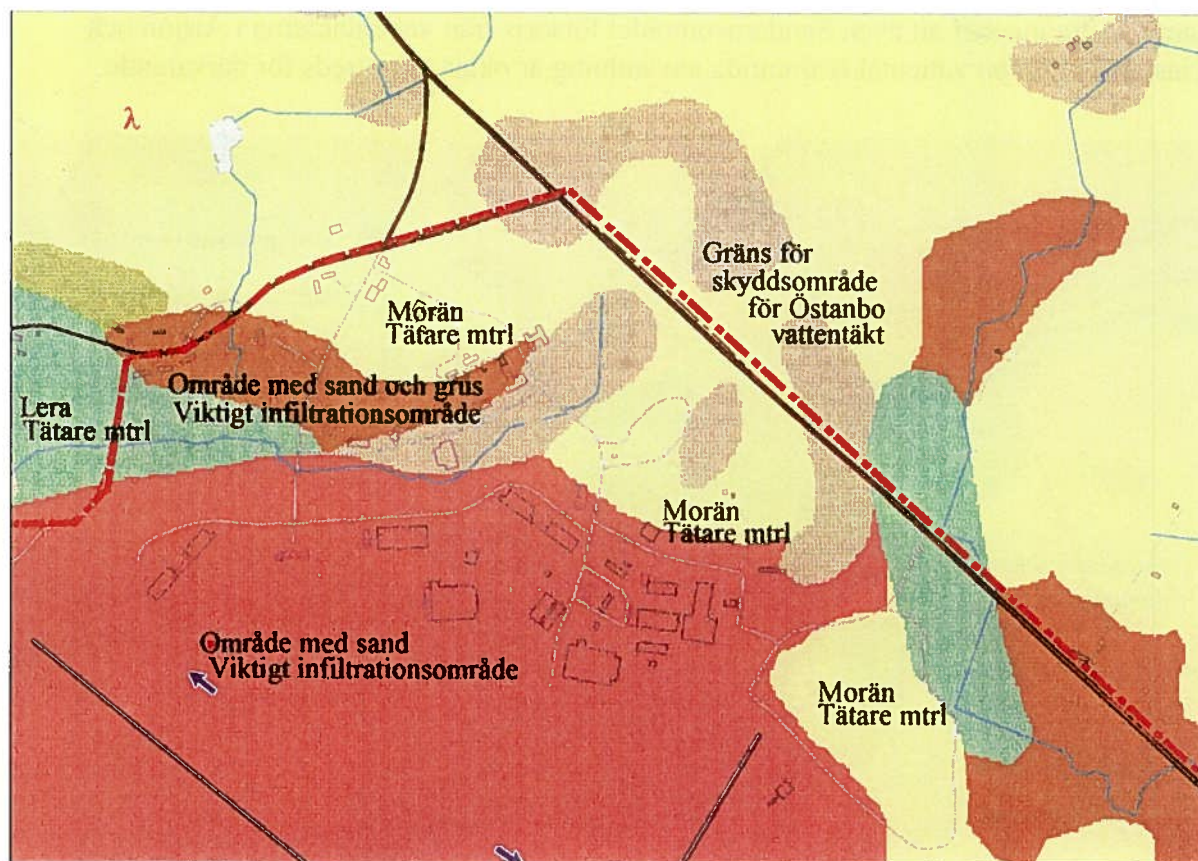 λ
Gräns för
skyddsområde
för Östanbo
vattentäkt
Morän
Tätare mtrl
Område med sand och grus
Viktigt infiltrationsområde
Lera
Tätare mtrl
Morän
Tätare mtrl
Område med sand
Viktigt infiltrationsområde
Morän
Tätare mtrl